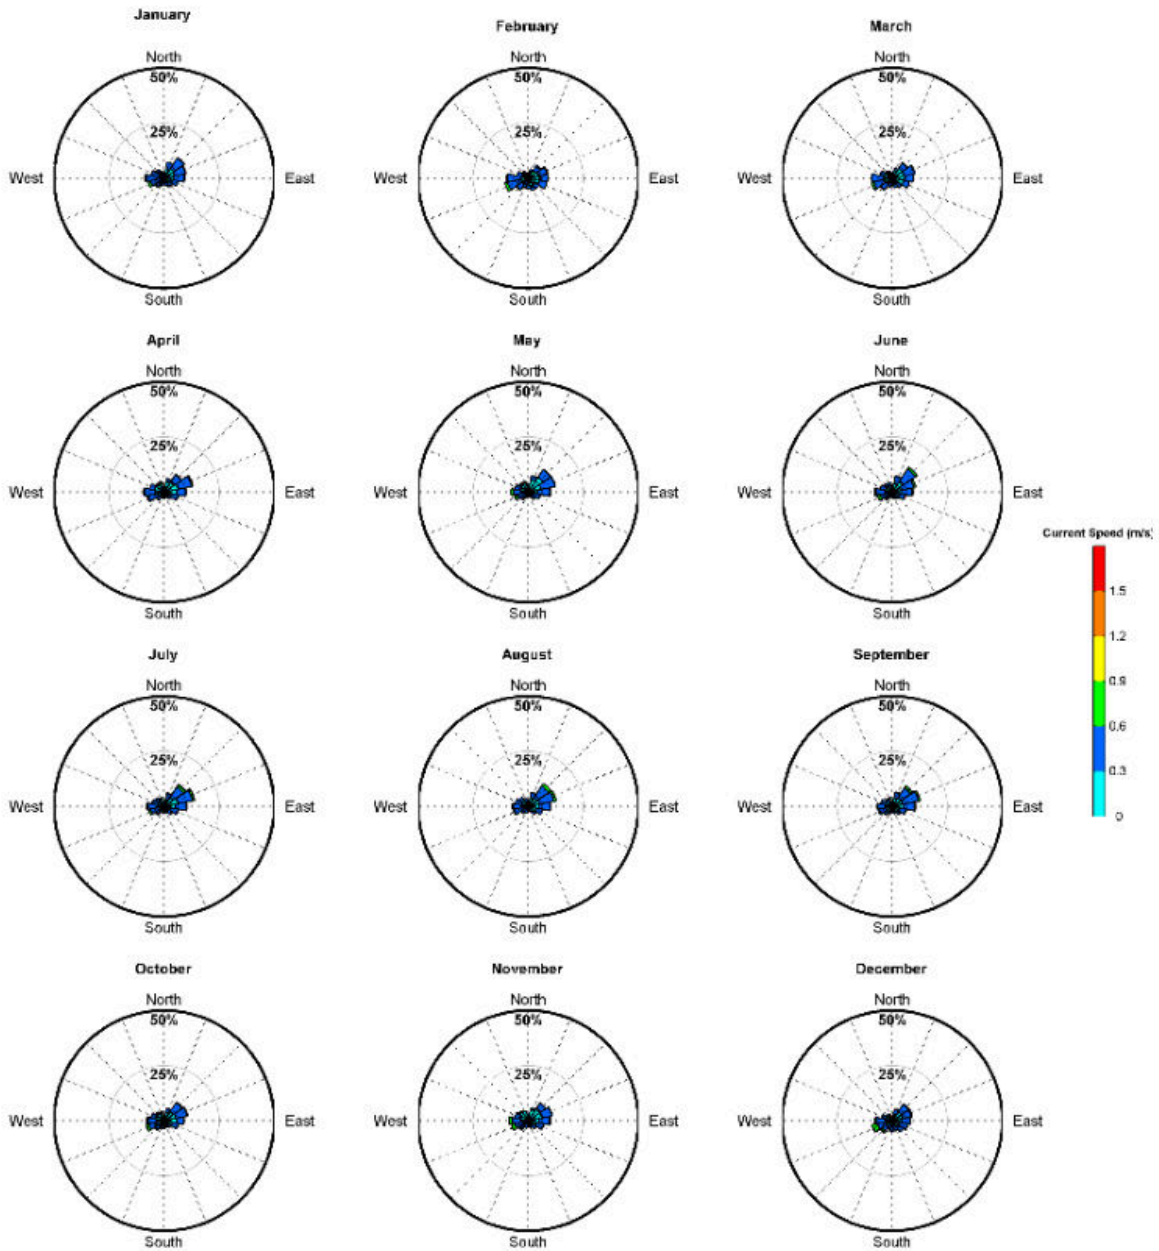 January
February
March
North
North
North
50%
50%
50%
25%
25%
25%
West
East
West
East
West
East
South
South
South
April
May
June
North
North
North
50%
50%
50%
25%
25%
25%
West
East
West
East
West
East
South
South
South
Current Speed (m/s)
1.5
1.2
0.9
0.6
0.3
0
July
August
September
North
North
North
50%
50%
50%
25%
25%
25%
West
East
West
East
West
East
South
South
South
October
November
December
North
North
North
50%
50%
50%
25%
25%
25%
West
East
West
East
West
East
South
South
South